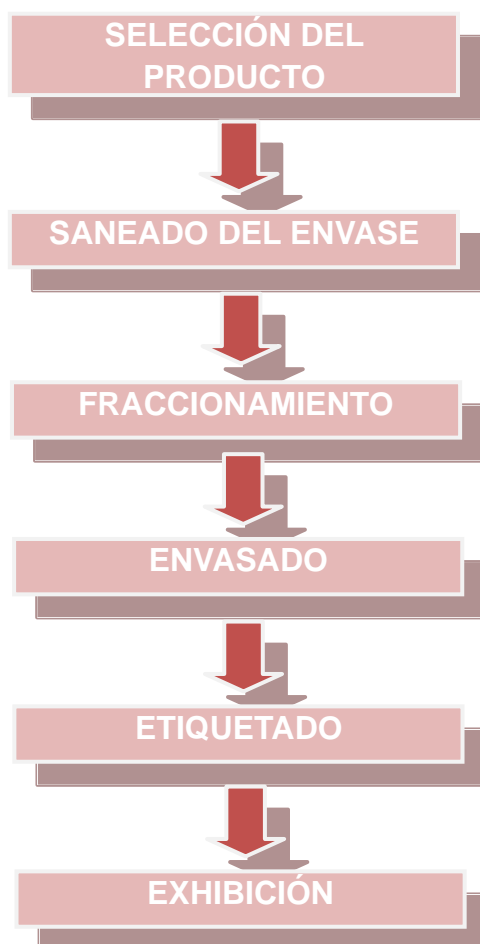 SELECCIÓN DEL
PRODUCTO
SANEADO DEL ENVASE
FRACCIONAMIENTO
ENVASADO
ETIQUETADO
EXHIBICIÓN